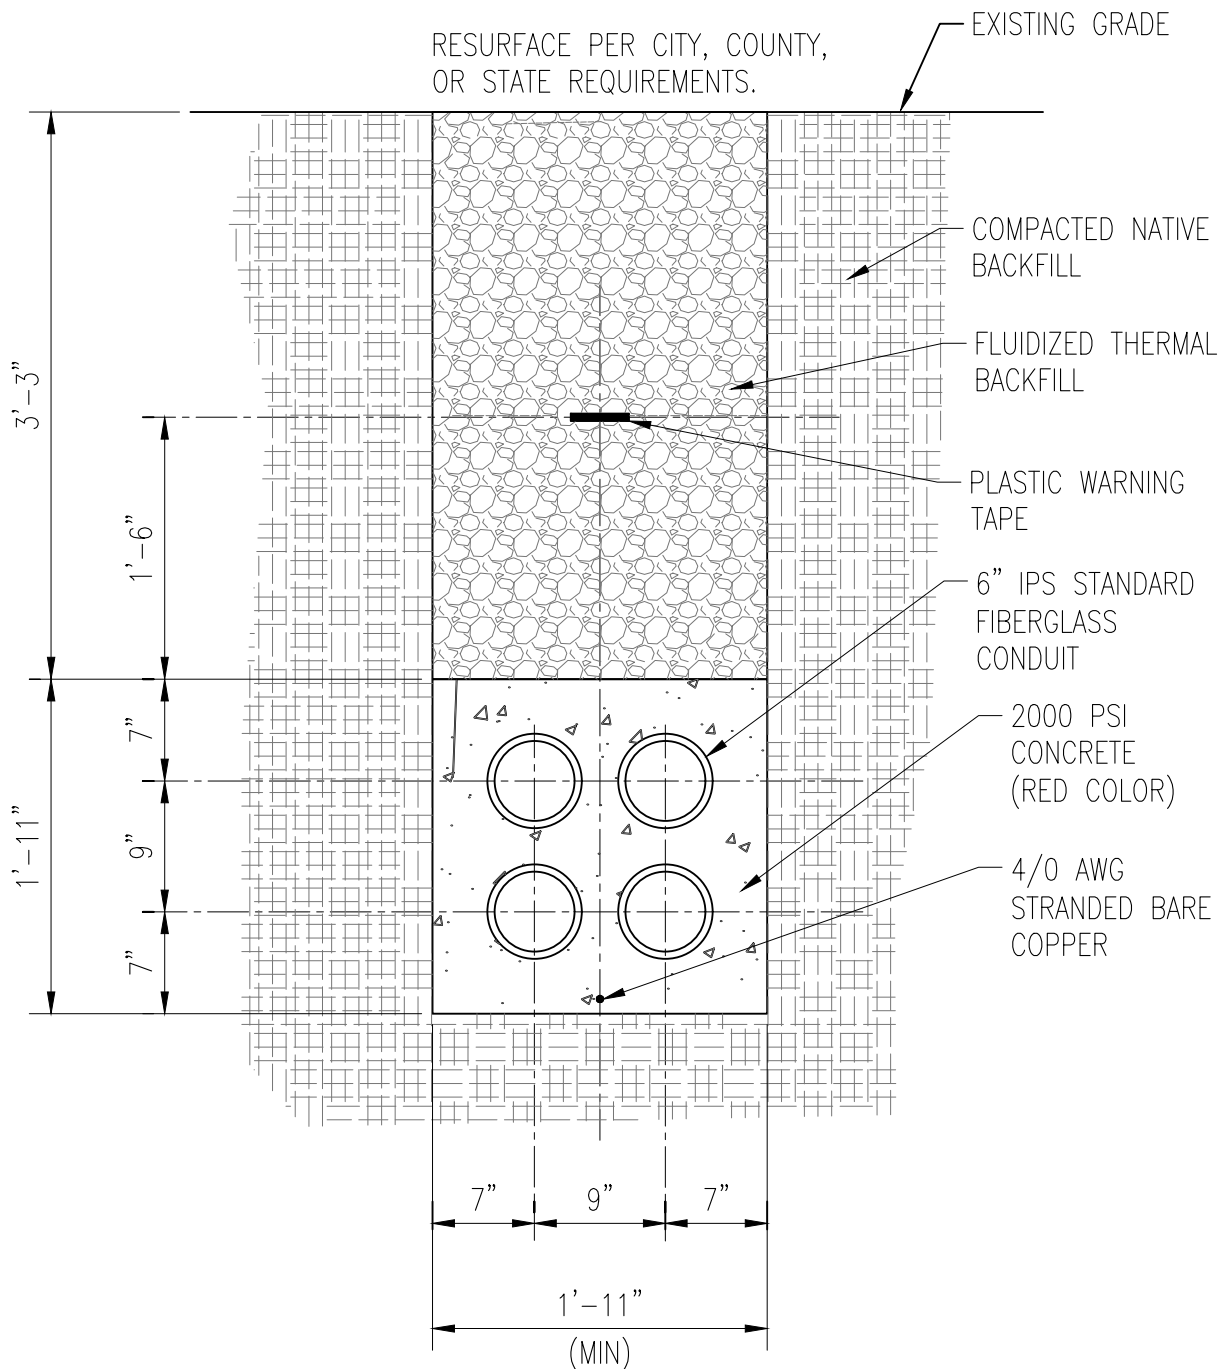 RESURFACE PER CITY, COUNTY,
OR STATE REQUIREMENTS.
EXISTING GRADE
COMPACTED NATIVE
BACKFILL
FLUIDIZED THERMAL
BACKFILL
PLASTIC WARNING
TAPE
6" IPS STANDARD
FIBERGLASS
CONDUIT
2000 PSI
CONCRETE
(RED COLOR)
4/0 AWG
STRANDED BARE
COPPER
3'-3"
1'-6"
7"
9"
1'-11"
7"
7"
9"
7"
1'-11"
(MIN)